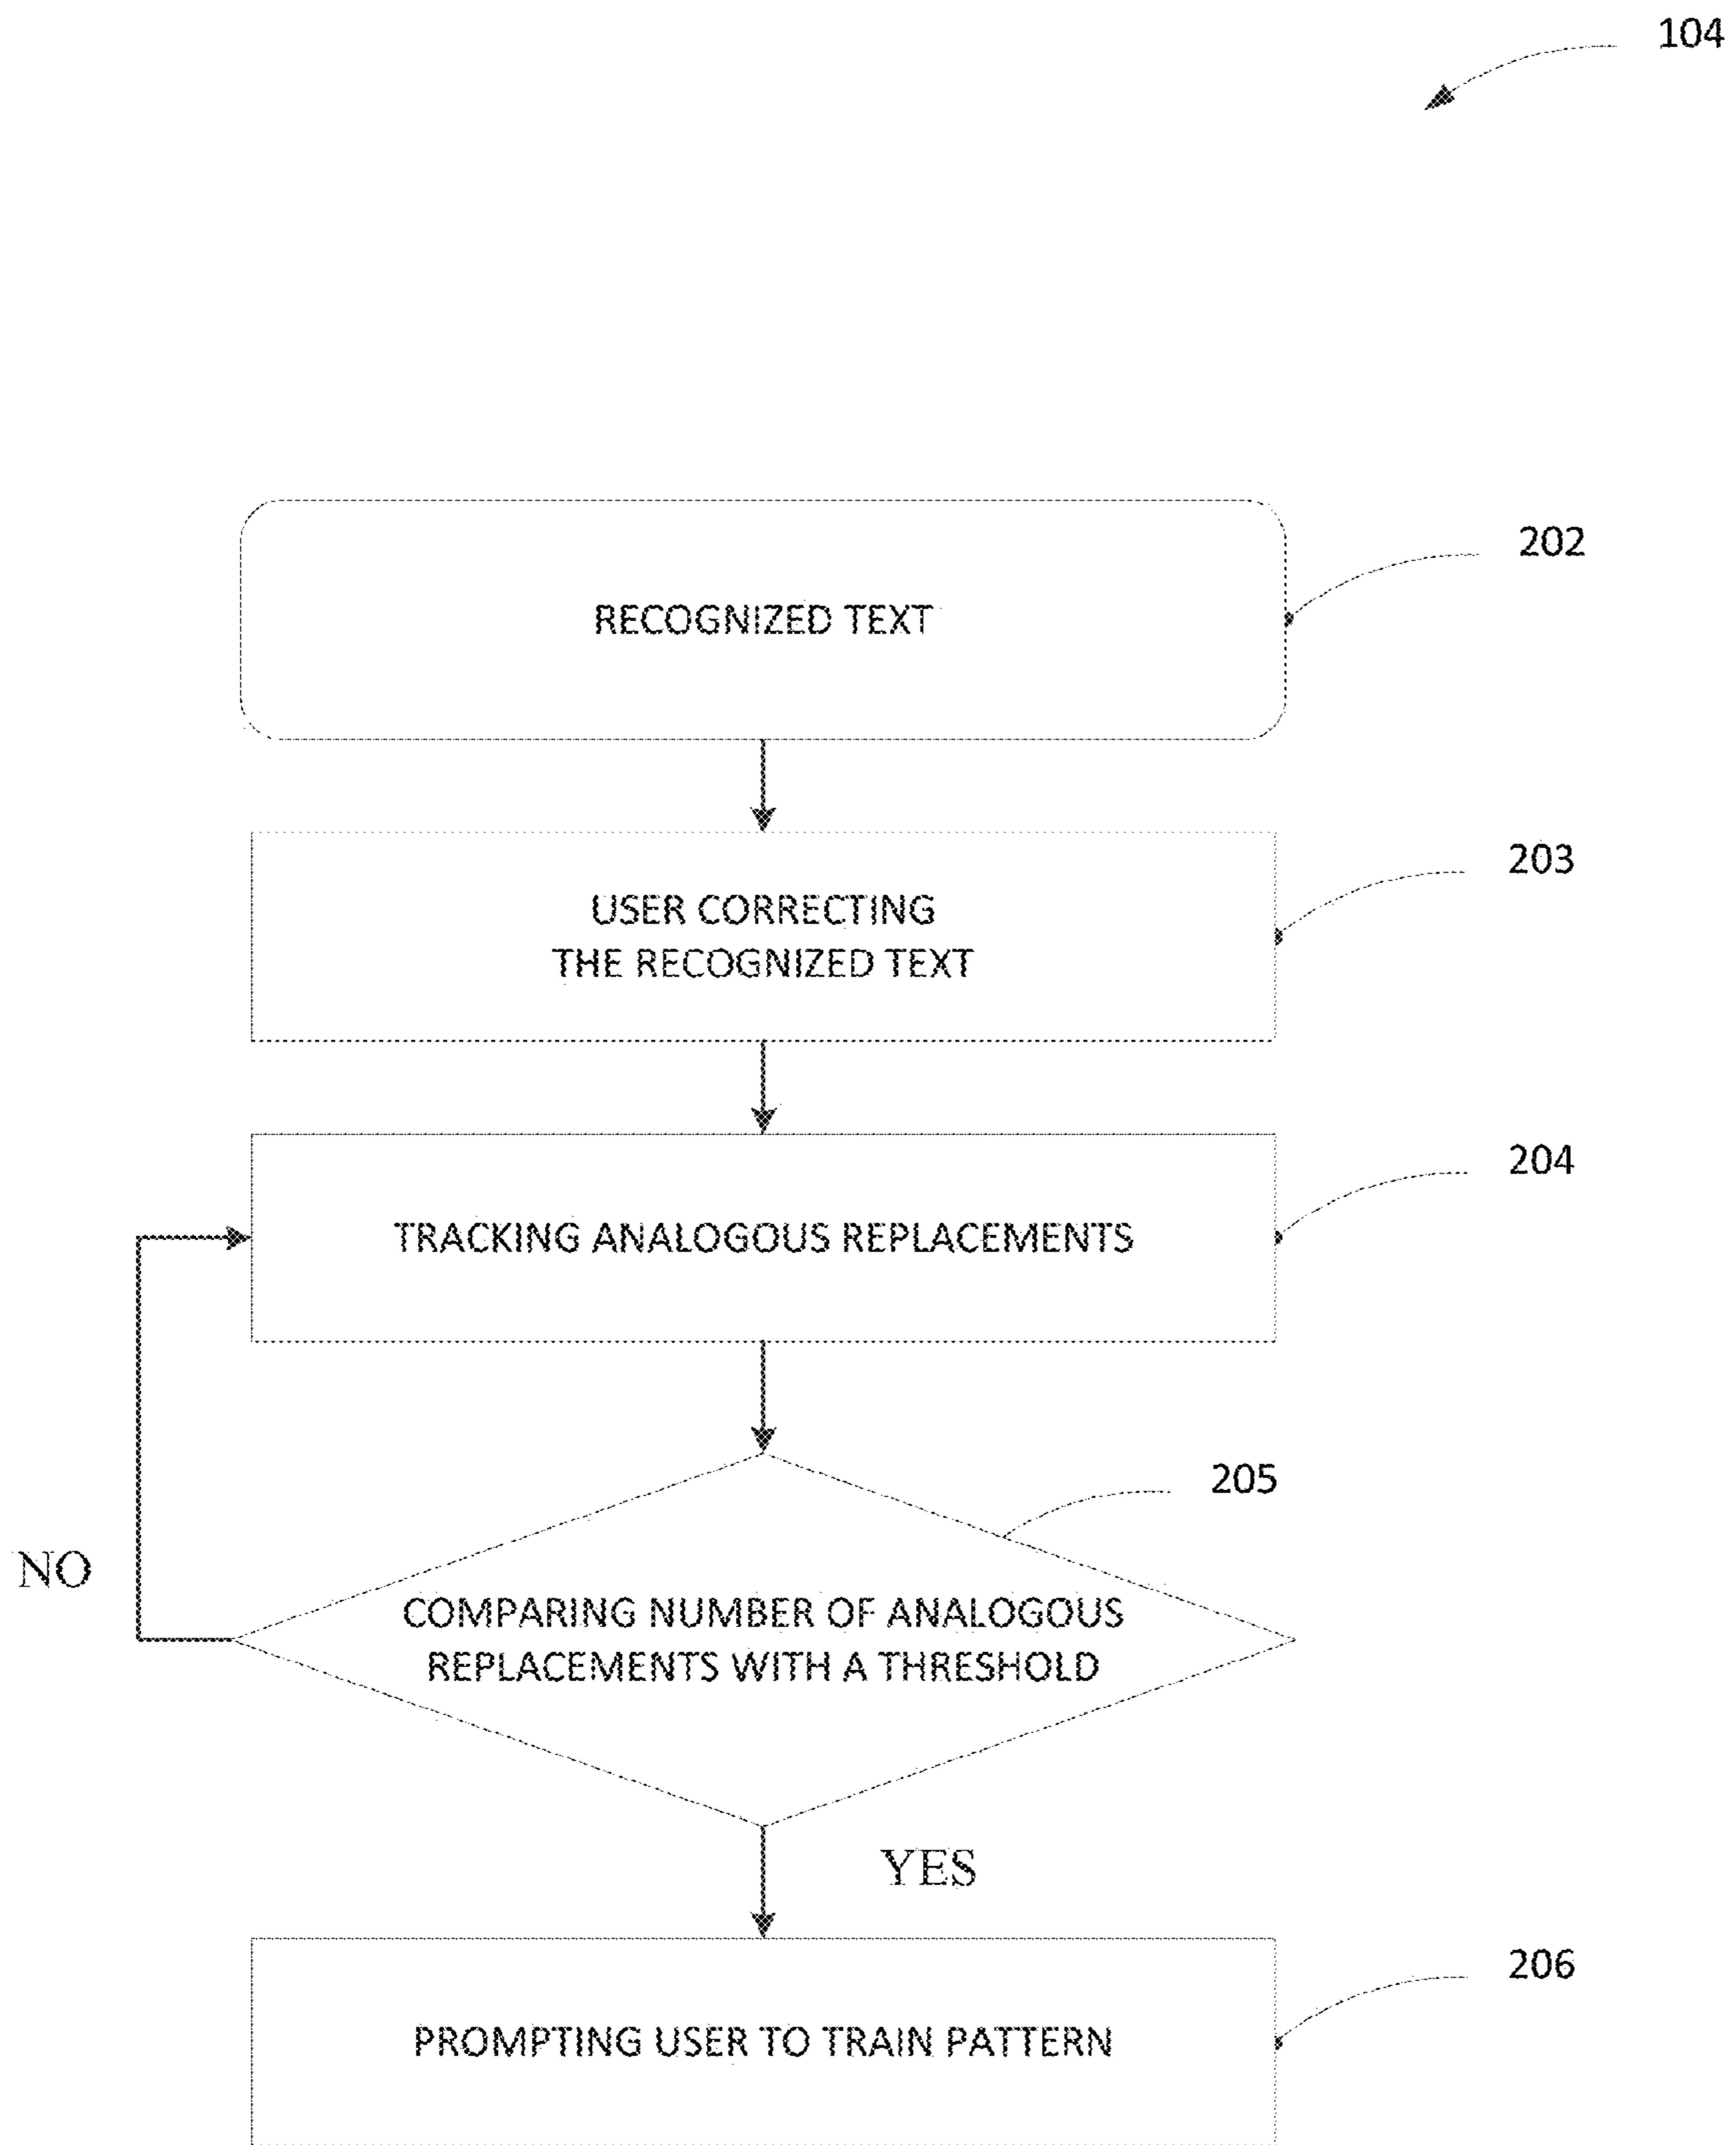 104
RECOGNIZED TEXT
202
USER CORRECTING
THE RECOGNIZED TEXT
203
TRACKING ANALOGOUS REPLACEMENTS
204
205
NO
COMPARING NUMBER OF ANALOGOUS
REPLACEMENTS WITH A THRESHOLD
YES
PROMPTING USER TO TRAIN PATTERN
206